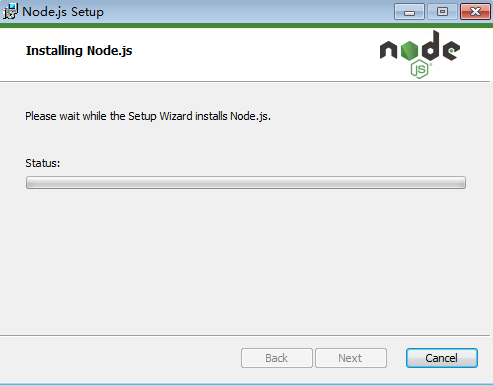 Node.js Setup
Installing Node.js
node
JS
Please wait while the Setup Wizard installs Node.js.
Status:
Back
Next
Cancel